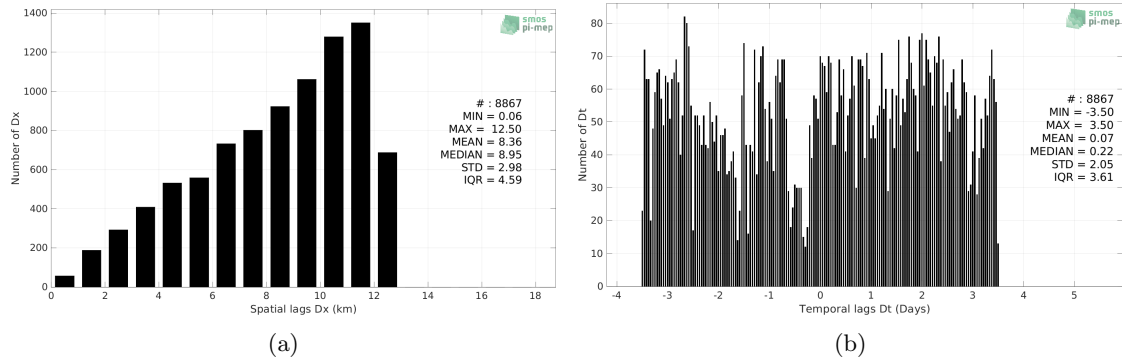 1400
1200
1000
800
600
400
200
0
Number of Dx
0 2 4 6 8 10 12 14 16 18
Spatial lags Dx (km)
smos
pi-mep
# : 8867
MIN = 0.06
MAX = 12.50
MEAN = 8.36
MEDIAN = 8.95
STD = 2.98
IQR = 4.59
(a)
80
70
60
50
40
30
20
10
0
Number of Dt
-4 -3 -2 -1 0 1 2 3 4 5
Temporal lags Dt (Days)
smos
pi-mep
# : 8867
MIN = -3.50
MAX = 3.50
MEAN = 0.07
MEDIAN = 0.22
STD = 2.05
IQR = 3.61
(b)